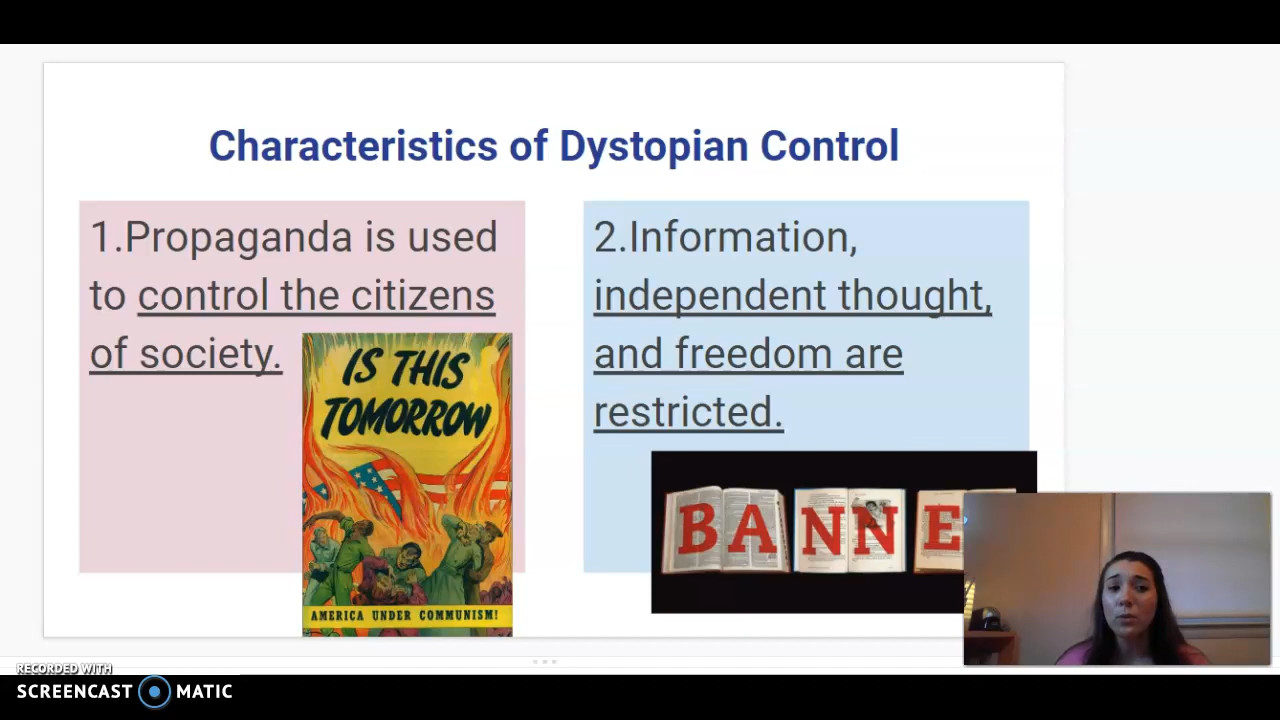 Characteristics of Dystopian Control
1.Propaganda is used
to control the citizens
of society.
2.Information,
independent thought,
and freedom are
restricted.
IS THIS
TOMORROW
AMERICA UNDER COMMUNISM!
BANNE
RECORDED WITH
SCREENCAST MATIC